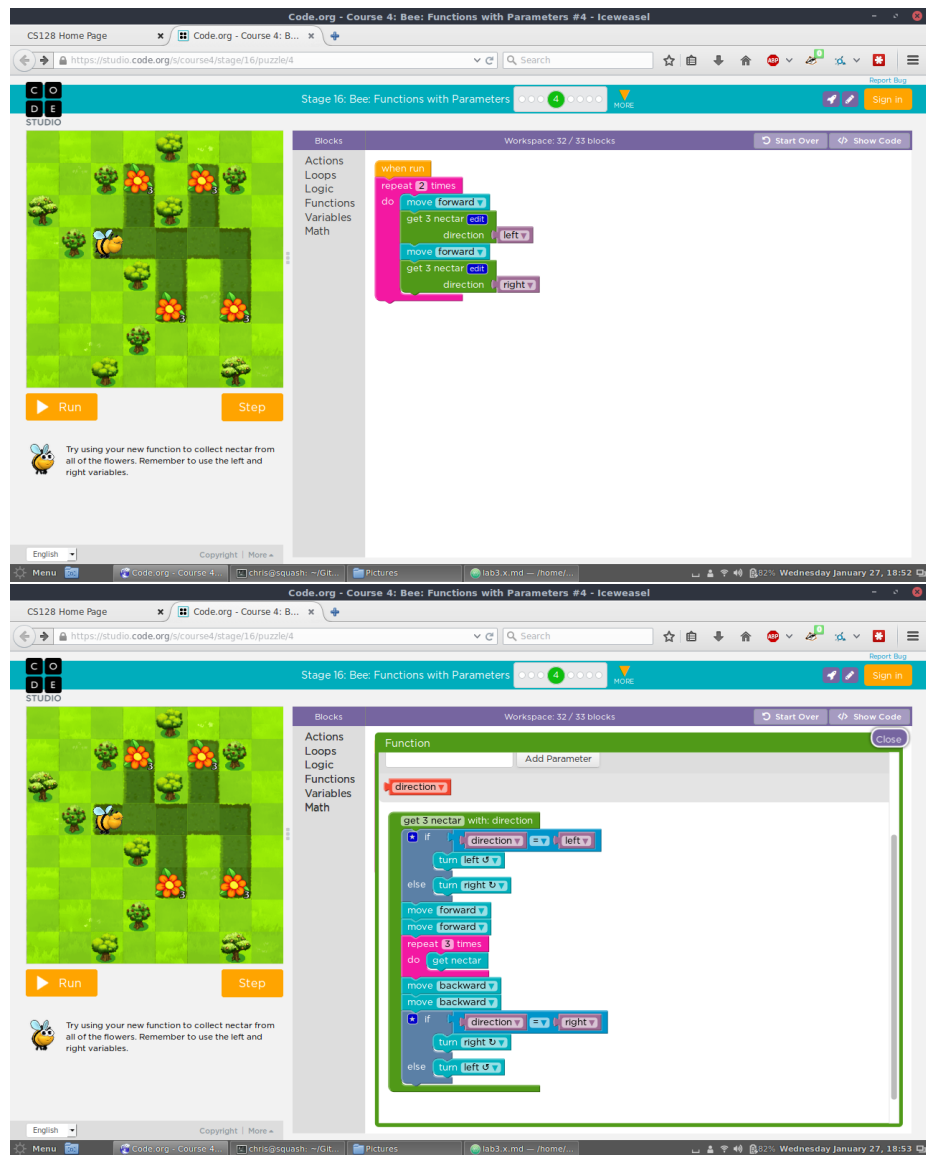 Code.org - Course 4: Bee: Functions with Parameters #4 - Iceweasel
CS128 Home Page × Code.org - Course 4: B... ×
https://studio.code.org/s/course4/stage/16/puzzle/4 Search ABP
Report Bug
C O
D E
STUDIO
Stage 16: Bee: Functions with Parameters 4 MORE Sign in
Blocks Workspace: 32 / 33 blocks Start Over Show Code
Actions
Loops
Logic
Functions
Variables
Math
when run
repeat 2 times
do move forward
get 3 nectar edit
direction left
move forward
get 3 nectar edit
direction right
3 3
3 3
Run Step
Try using your new function to collect nectar from
all of the flowers. Remember to use the left and
right variables.
English Copyright | More
Menu Code.org - Course 4... chris@squash: ~/Git... Pictures lab3.x.md — /home/... 82% Wednesday January 27, 18:52
Code.org - Course 4: Bee: Functions with Parameters #4 - Iceweasel
CS128 Home Page × Code.org - Course 4: B... ×
https://studio.code.org/s/course4/stage/16/puzzle/4 Search ABP
Report Bug
C O
D E
STUDIO
Stage 16: Bee: Functions with Parameters 4 MORE Sign in
Blocks Workspace: 32 / 33 blocks Start Over Show Code
Actions
Loops
Logic
Functions
Variables
Math
Function Close
Add Parameter
direction
get 3 nectar with: direction
if direction = left
turn left
else turn right
move forward
move forward
repeat 3 times
do get nectar
move backward
move backward
if direction = right
turn right
else turn left
3 3
3 3
Run Step
Try using your new function to collect nectar from
all of the flowers. Remember to use the left and
right variables.
English Copyright | More
Menu Code.org - Course 4... chris@squash: ~/Git... Pictures lab3.x.md — /home/... 82% Wednesday January 27, 18:53